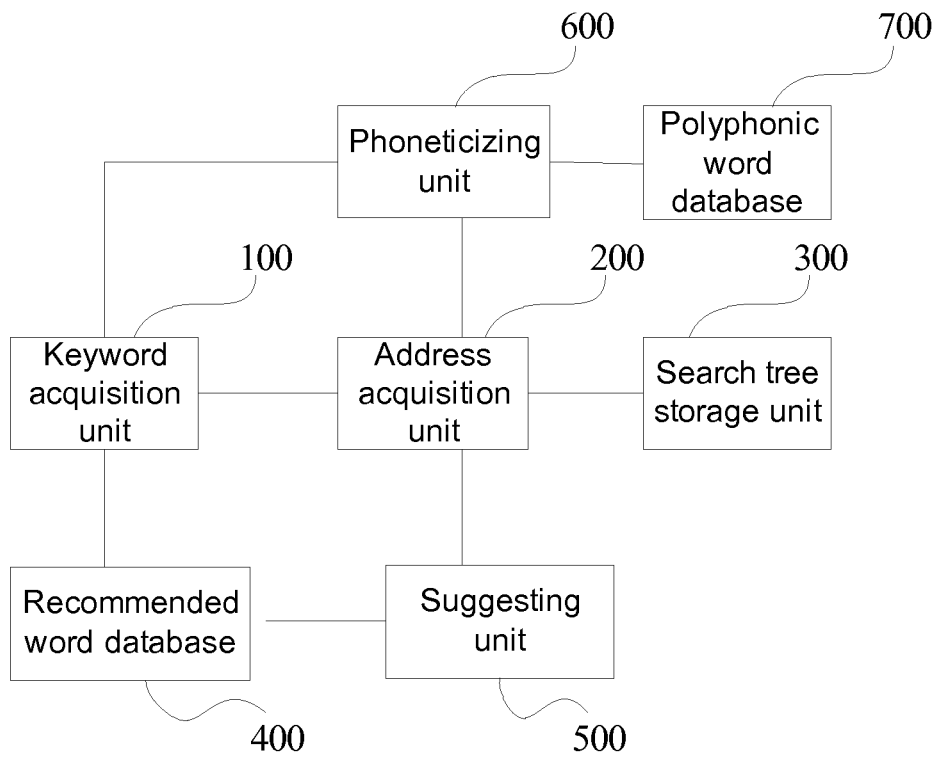 600
700
Phoneticizing
unit
Polyphonic
word
database
100
200
300
Keyword
acquisition
unit
Address
acquisition
unit
Search tree
storage unit
Recommended
word database
Suggesting
unit
400
500